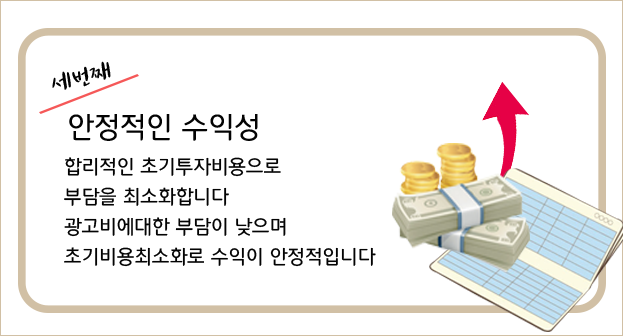 세번째
안정적인 수익성
합리적인 초기투자비용으로
부담을 최소화합니다
광고비에대한 부담이 낮으며
초기비용최소화로 수익이 안정적입니다